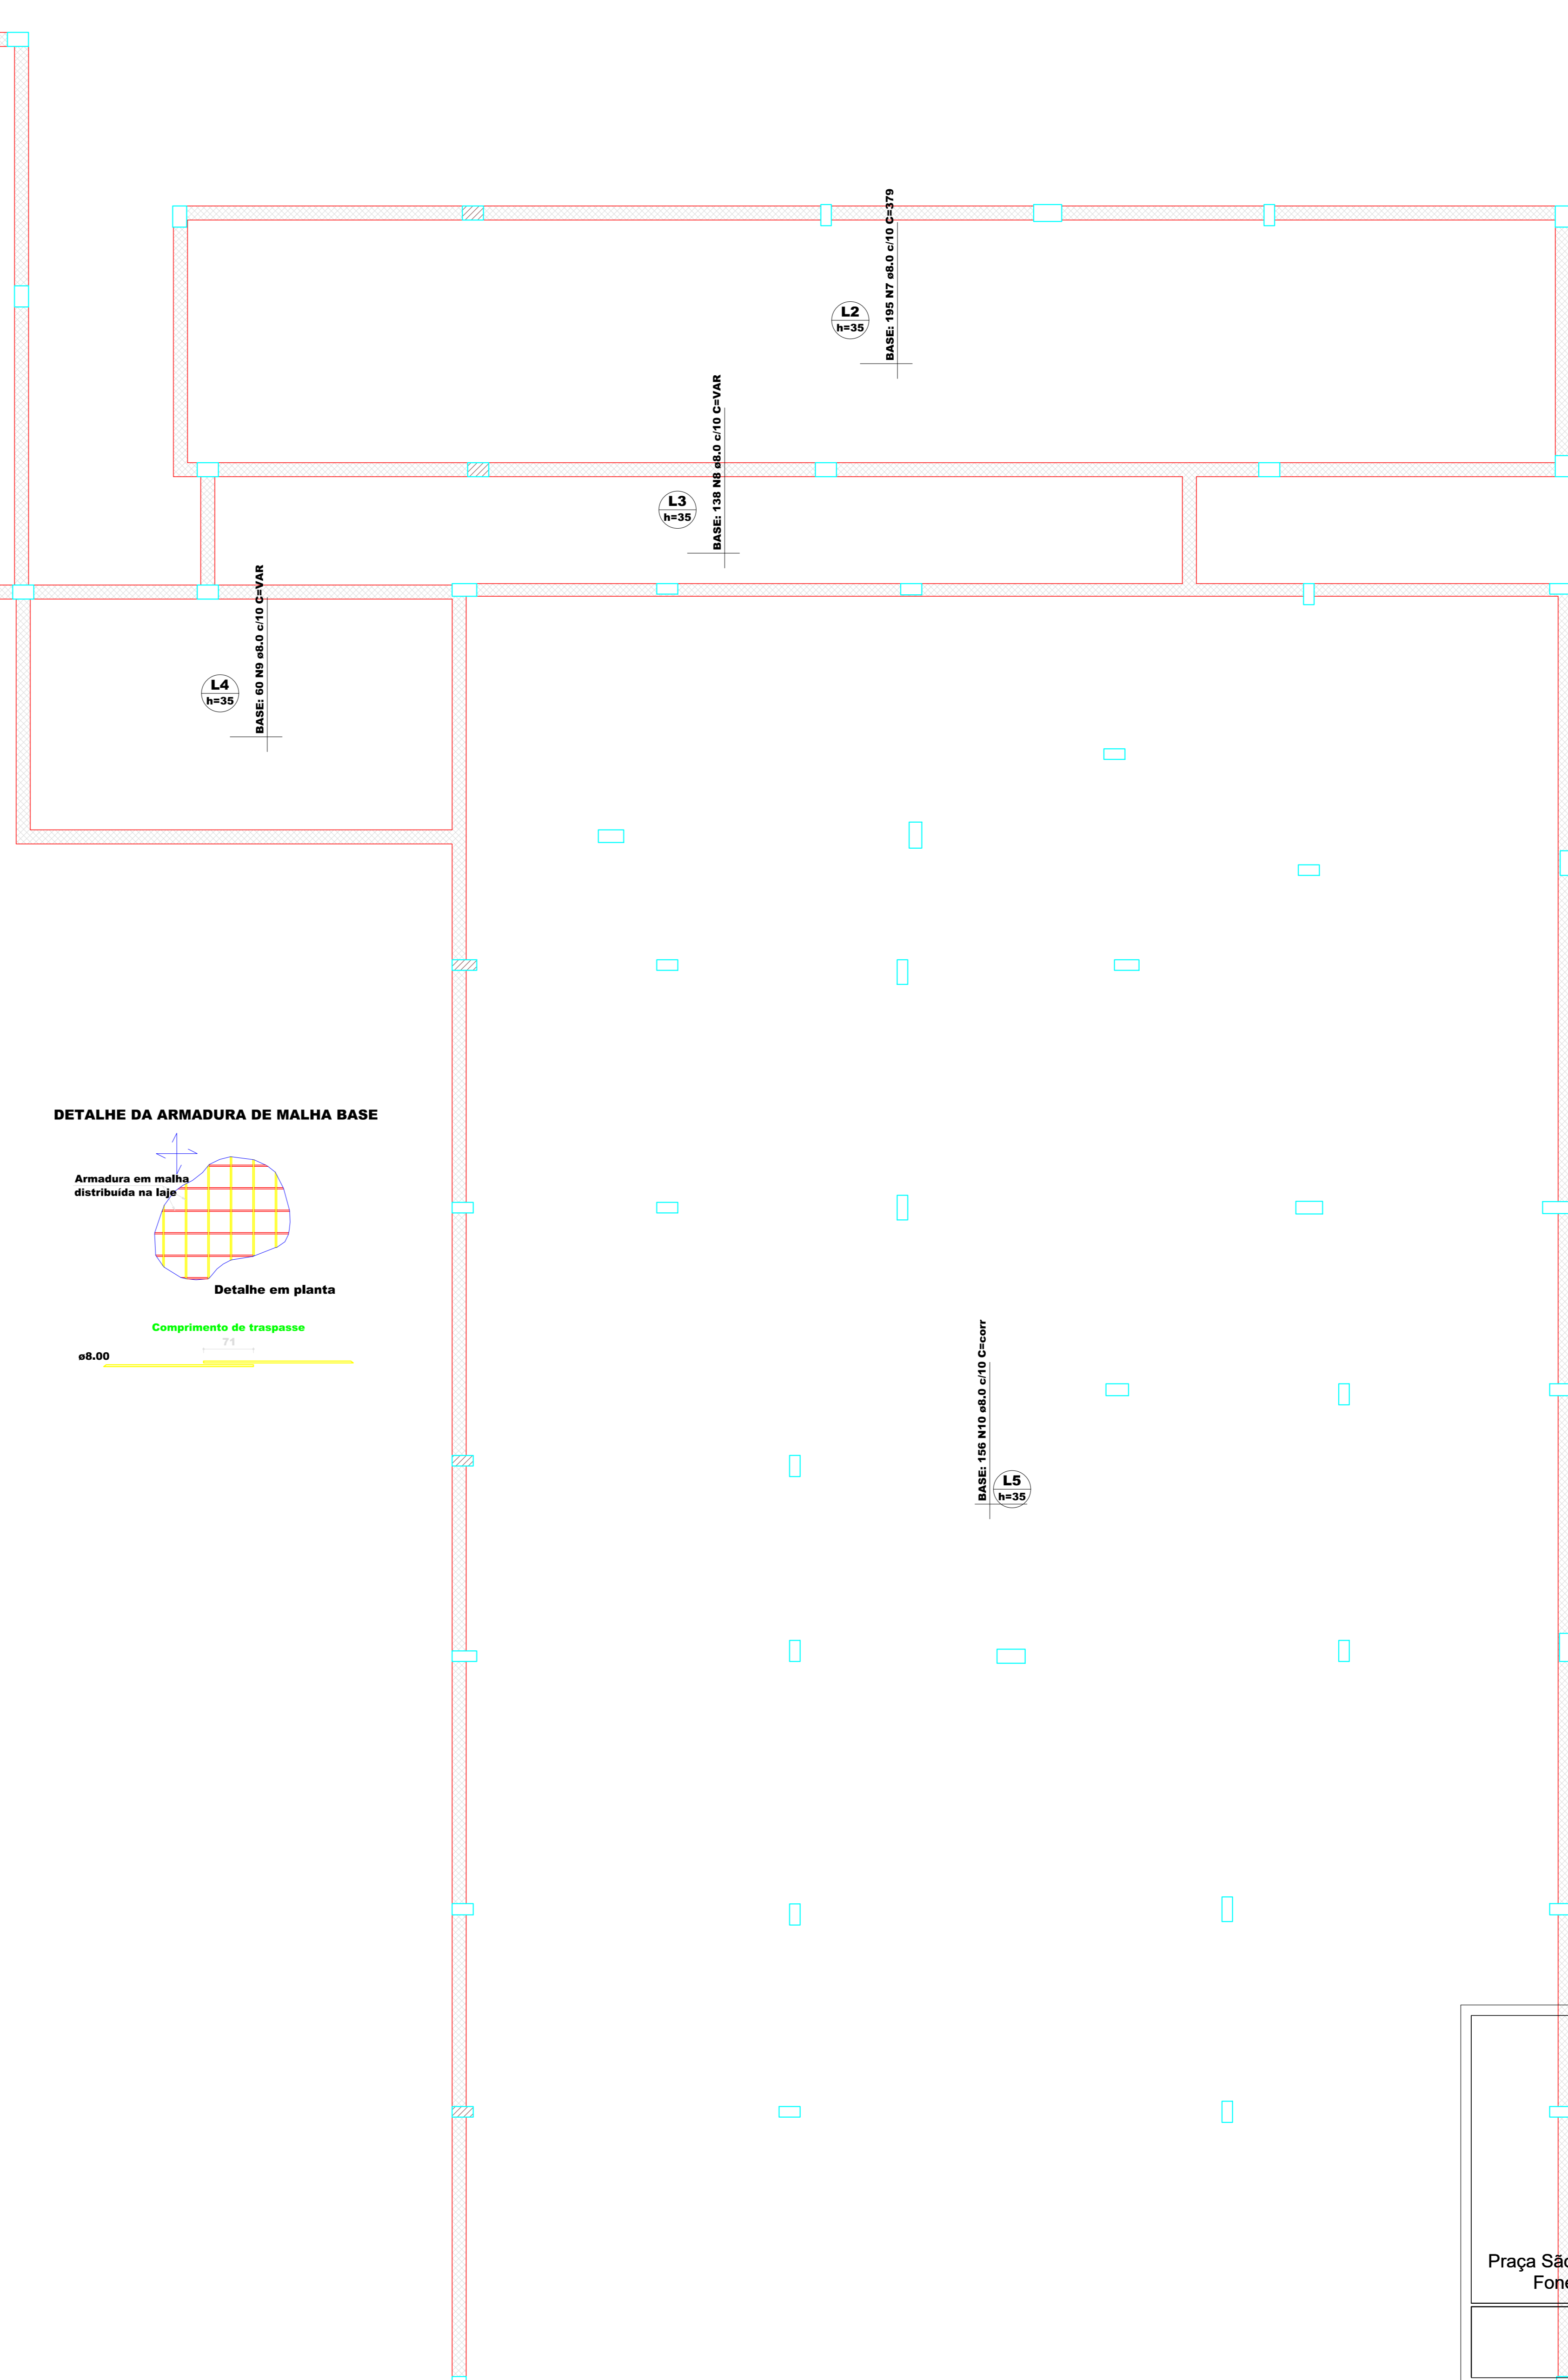 BASE: 195 N7 ø8.0 c/10 C=379
L2
h=35
BASE: 138 N8 ø8.0 c/10 C=VAR
L3
h=35
BASE: 60 N9 ø8.0 c/10 C=VAR
L4
h=35
DETALHE DA ARMADURA DE MALHA BASE
Armadura em malha
distribuída na laje
Detalhe em planta
Comprimento de traspasse
71
ø8.00
BASE: 156 N10 ø8.0 c/10 C=corr
L5
h=35
Praça São
Fone